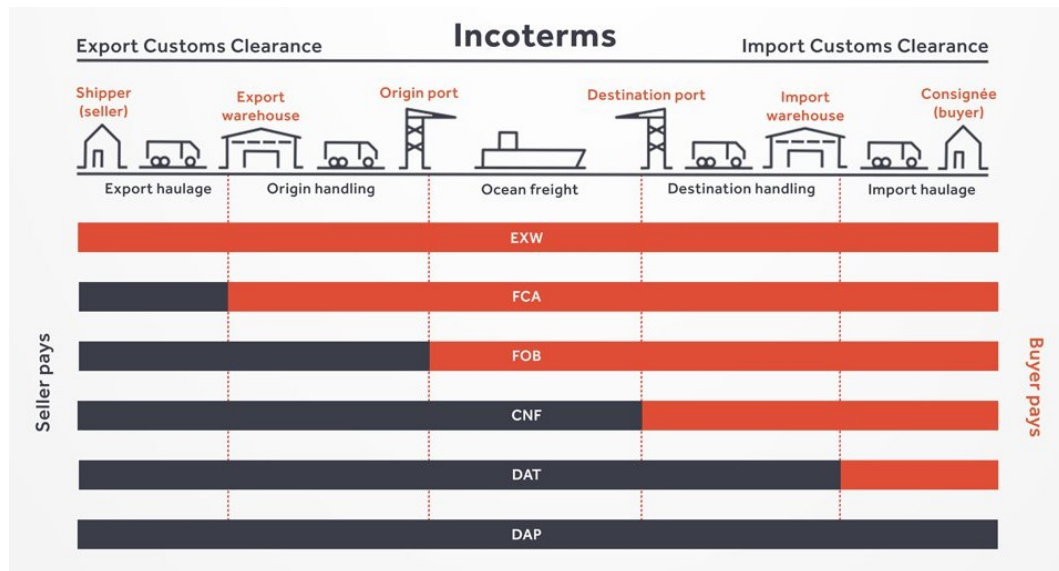 Incoterms
Export Customs Clearance
Import Customs Clearance
Shipper
(seller)
Export
warehouse
Origin port
Destination port
Import
warehouse
Consignée
(buyer)
Export haulage
Origin handling
Ocean freight
Destination handling
Import haulage
EXW
FCA
FOB
CNF
DAT
DAP
Seller pays
Buyer pays